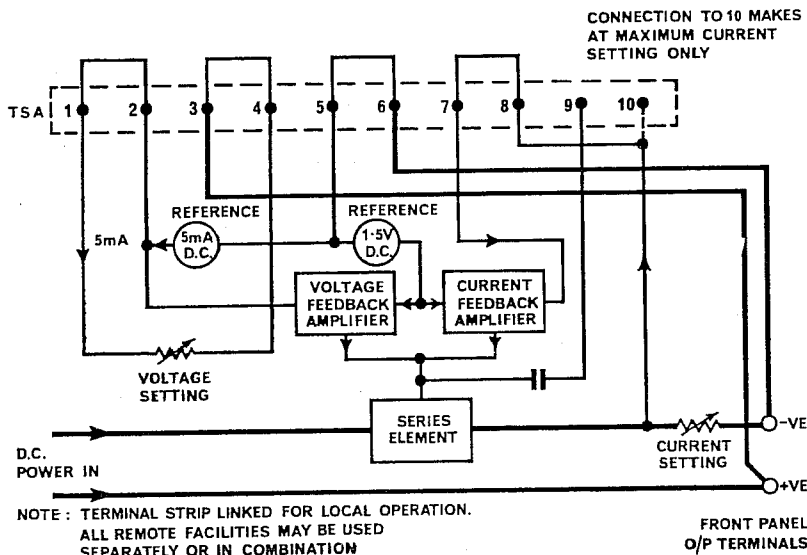 CONNECTION TO 10 MAKES
AT MAXIMUM CURRENT
SETTING ONLY
TSA 1 2 3 4 5 6 7 8 9 10
REFERENCE
REFERENCE
5mA
5mA
D.C.
1·5V
D.C.
VOLTAGE
FEEDBACK
AMPLIFIER
CURRENT
FEEDBACK
AMPLIFIER
VOLTAGE
SETTING
SERIES
ELEMENT
-VE
CURRENT
SETTING
D.C.
POWER IN
+VE
NOTE : TERMINAL STRIP LINKED FOR LOCAL OPERATION.
ALL REMOTE FACILITIES MAY BE USED
SEPARATELY OR IN COMBINATION
FRONT PANEL
O/P TERMINALS